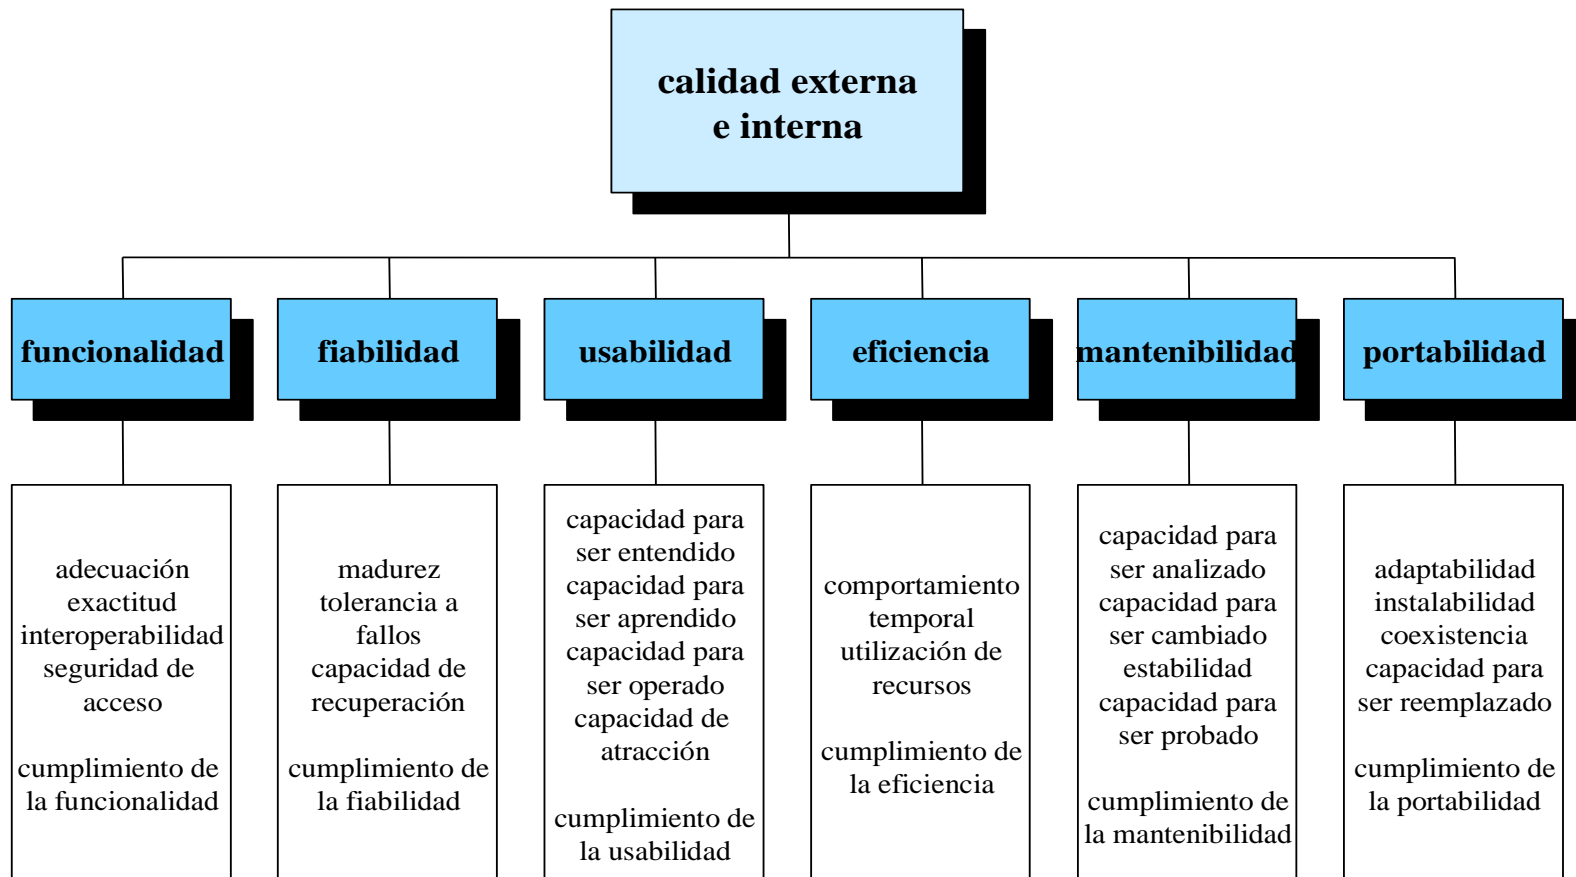 calidad externa
e interna
funcionalidad
fiabilidad
usabilidad
eficiencia
mantenibilidad
portabilidad
adecuación
exactitud
interoperabilidad
seguridad de
acceso
cumplimiento de
la funcionalidad
madurez
tolerancia a
fallos
capacidad de
recuperación
cumplimiento de
la fiabilidad
capacidad para
ser entendido
capacidad para
ser aprendido
capacidad para
ser operado
capacidad de
atracción
cumplimiento de
la usabilidad
comportamiento
temporal
utilización de
recursos
cumplimiento de
la eficiencia
capacidad para
ser analizado
capacidad para
ser cambiado
estabilidad
capacidad para
ser probado
cumplimiento de
la mantenibilidad
adaptabilidad
instalabilidad
coexistencia
capacidad para
ser reemplazado
cumplimiento de
la portabilidad